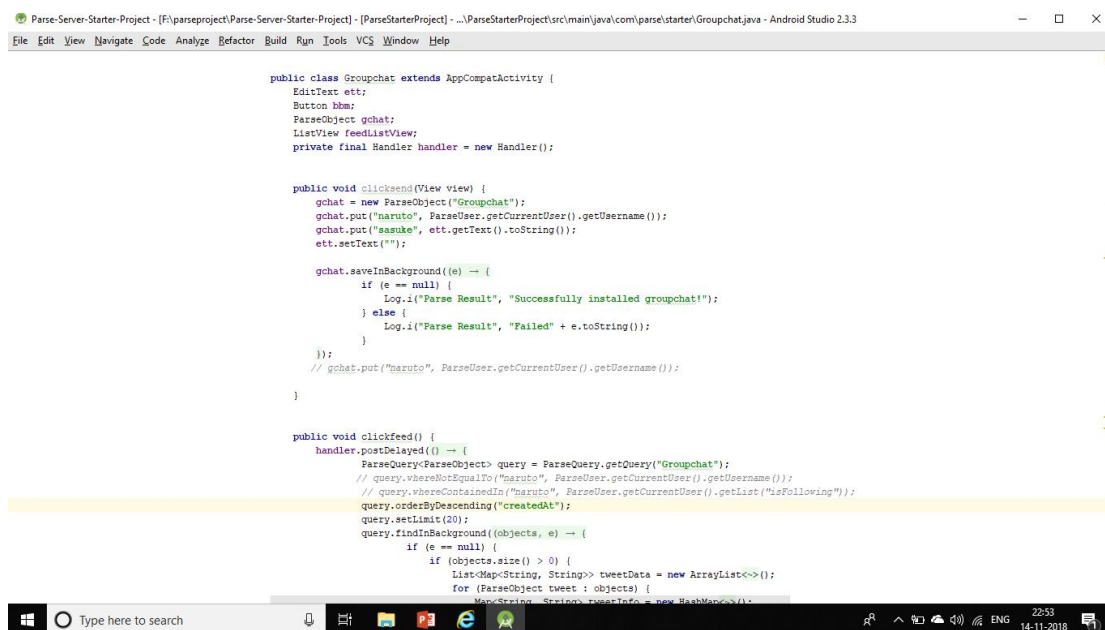 Parse-Server-Starter-Project - [F:\parseproject\Parse-Server-Starter-Project] - [ParseStarterProject] - ...\ParseStarterProject\src\main\java\com\parse\starter\Groupchat.java - Android Studio 2.3.3
File Edit View Navigate Code Analyze Refactor Build Run Tools VCS Window Help
public class Groupchat extends AppCompatActivity {
EditText ett;
Button bbm;
ParseObject gchat;
ListView feedListView;
private final Handler handler = new Handler();
public void clicksend(View view) {
gchat = new ParseObject("Groupchat");
gchat.put("naruto", ParseUser.getCurrentUser().getUsername());
gchat.put("sasuke", ett.getText().toString());
ett.setText("");
gchat.saveInBackground((e) → {
if (e == null) {
Log.i("Parse Result", "Successfully installed groupchat!");
} else {
Log.i("Parse Result", "Failed" + e.toString());
}
});
// gchat.put("naruto", ParseUser.getCurrentUser().getUsername());
}
public void clickfeed() {
handler.postDelayed(() → {
ParseQuery<ParseObject> query = ParseQuery.getQuery("Groupchat");
// query.whereNotEqualTo("naruto", ParseUser.getCurrentUser().getUsername());
// query.whereContainedIn("naruto", ParseUser.getCurrentUser().getList("isFollowing"));
query.orderByDescending("createdAt");
query.setLimit(20);
query.findInBackground((objects, e) → {
if (e == null) {
if (objects.size() > 0) {
List<Map<String, String>> tweetData = new ArrayList<~>();
for (ParseObject tweet : objects) {
Map<String, String> tweetInfo = new HashMap<~>();
Type here to search
ENG
22:53
14-11-2018